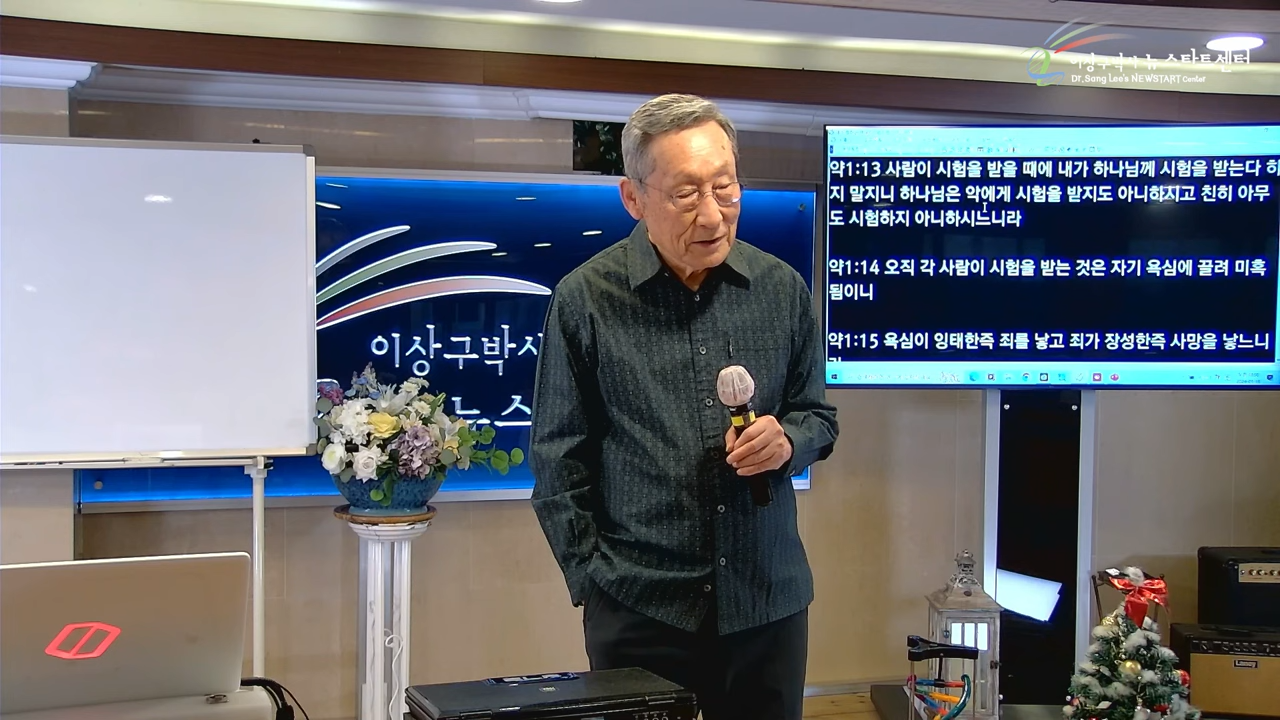 이상구박사 뉴스타트센터
Dr. Sang Lee's NEWSTART Center
약1:13 사람이 시험을 받을 때에 내가 하나님께 시험을 받는다 하
지 말지니 하나님은 악에게 시험을 받지도 아니하시고 친히 아무
도 시험하지 아니하시느니라
약1:14 오직 각 사람이 시험을 받는 것은 자기 욕심에 끌려 미혹
됨이니
약1:15 욕심이 잉태한즉 죄를 낳고 죄가 장성한즉 사망을 낳느니
이상구박사
뉴스
Laney